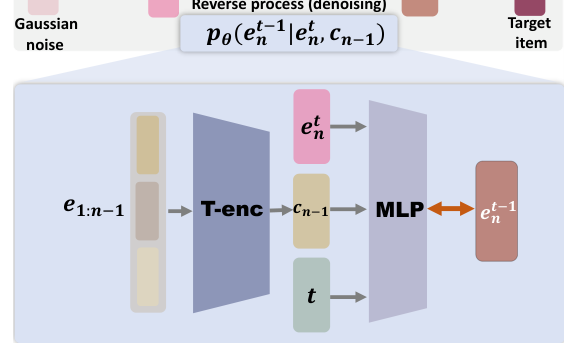 Reverse process (denoising)
Gaussian
noise
Target
item
p_θ(e_n^{t-1}|e_n^t, c_{n-1})
e_n^t
e_{1:n-1}
T-enc
c_{n-1}
MLP
e_n^{t-1}
t